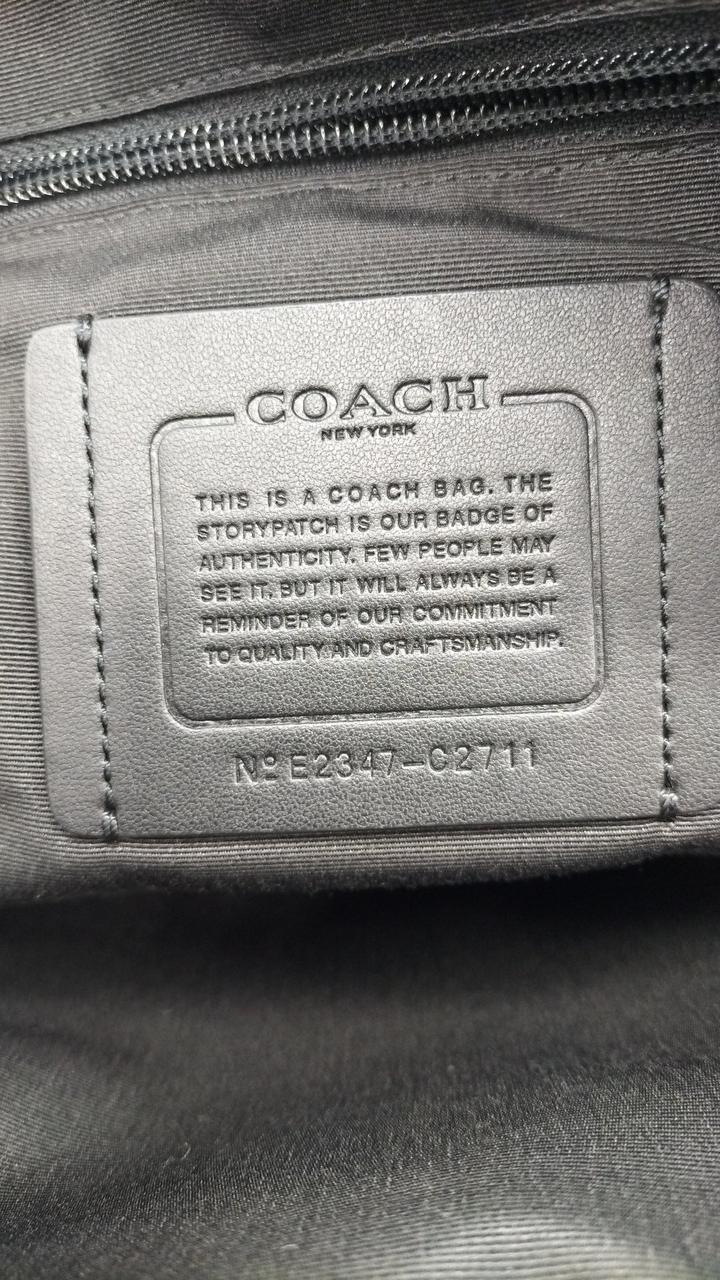 COACH
NEW YORK
THIS IS A COACH BAG. THE
STORYPATCH IS OUR BADGE OF
AUTHENTICITY. FEW PEOPLE MAY
SEE IT. BUT IT WILL ALWAYS BE A
REMINDER OF OUR COMMITMENT
TO QUALITY AND CRAFTSMANSHIP.
Nº E2347-C2711